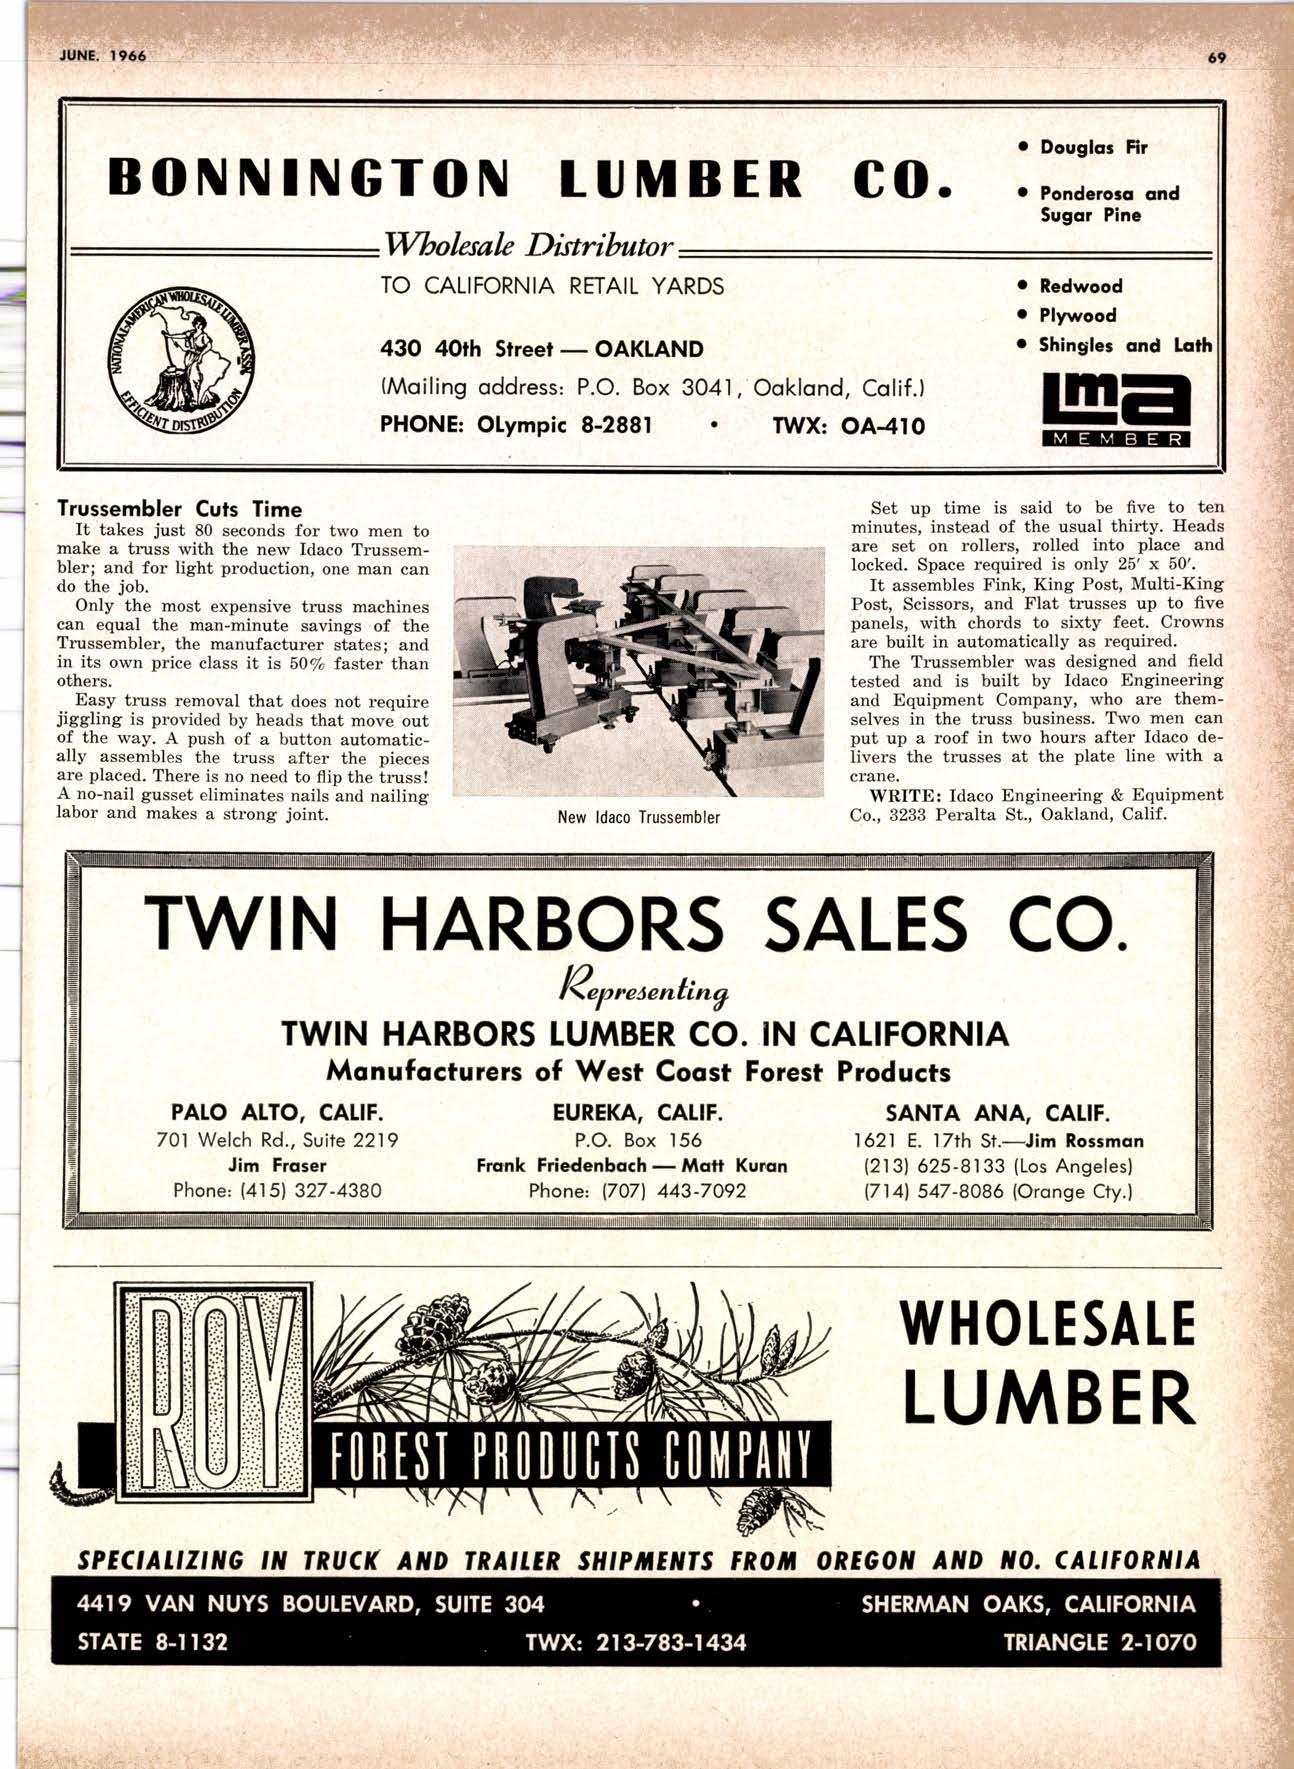 JUNE, 1966
69
BONNINGTON LUMBER CO.
• Douglas Fir
• Ponderosa and
Sugar Pine
Wholesale Distributor
TO CALIFORNIA RETAIL YARDS
430 40th Street — OAKLAND
(Mailing address: P.O. Box 3041, Oakland, Calif.)
PHONE: OLympic 8-2881 • TWX: OA-410
• Redwood
• Plywood
• Shingles and Lath
NATIONAL-AMERICAN WHOLESALE LUMBER ASS'N
EFFICIENT DISTRIBUTION
Lma
MEMBER
Trussembler Cuts Time
It takes just 80 seconds for two men to
make a truss with the new Idaco Trussem-
bler; and for light production, one man can
do the job.
Only the most expensive truss machines
can equal the man-minute savings of the
Trussembler, the manufacturer states; and
in its own price class it is 50% faster than
others.
Easy truss removal that does not require
jiggling is provided by heads that move out
of the way. A push of a button automatic-
ally assembles the truss after the pieces
are placed. There is no need to flip the truss!
A no-nail gusset eliminates nails and nailing
labor and makes a strong joint.
New Idaco Trussembler
Set up time is said to be five to ten
minutes, instead of the usual thirty. Heads
are set on rollers, rolled into place and
locked. Space required is only 25' x 50'.
It assembles Fink, King Post, Multi-King
Post, Scissors, and Flat trusses up to five
panels, with chords to sixty feet. Crowns
are built in automatically as required.
The Trussembler was designed and field
tested and is built by Idaco Engineering
and Equipment Company, who are them-
selves in the truss business. Two men can
put up a roof in two hours after Idaco de-
livers the trusses at the plate line with a
crane.
WRITE: Idaco Engineering & Equipment
Co., 3233 Peralta St., Oakland, Calif.
TWIN HARBORS SALES CO.
Representing
TWIN HARBORS LUMBER CO. IN CALIFORNIA
Manufacturers of West Coast Forest Products
PALO ALTO, CALIF.
701 Welch Rd., Suite 2219
Jim Fraser
Phone: (415) 327-4380
EUREKA, CALIF.
P.O. Box 156
Frank Friedenbach — Matt Kuran
Phone: (707) 443-7092
SANTA ANA, CALIF.
1621 E. 17th St.—Jim Rossman
(213) 625-8133 (Los Angeles)
(714) 547-8086 (Orange Cty.)
ROY
FOREST PRODUCTS COMPANY
WHOLESALE
LUMBER
SPECIALIZING IN TRUCK AND TRAILER SHIPMENTS FROM OREGON AND NO. CALIFORNIA
4419 VAN NUYS BOULEVARD, SUITE 304 • SHERMAN OAKS, CALIFORNIA
STATE 8-1132 TWX: 213-783-1434 TRIANGLE 2-1070